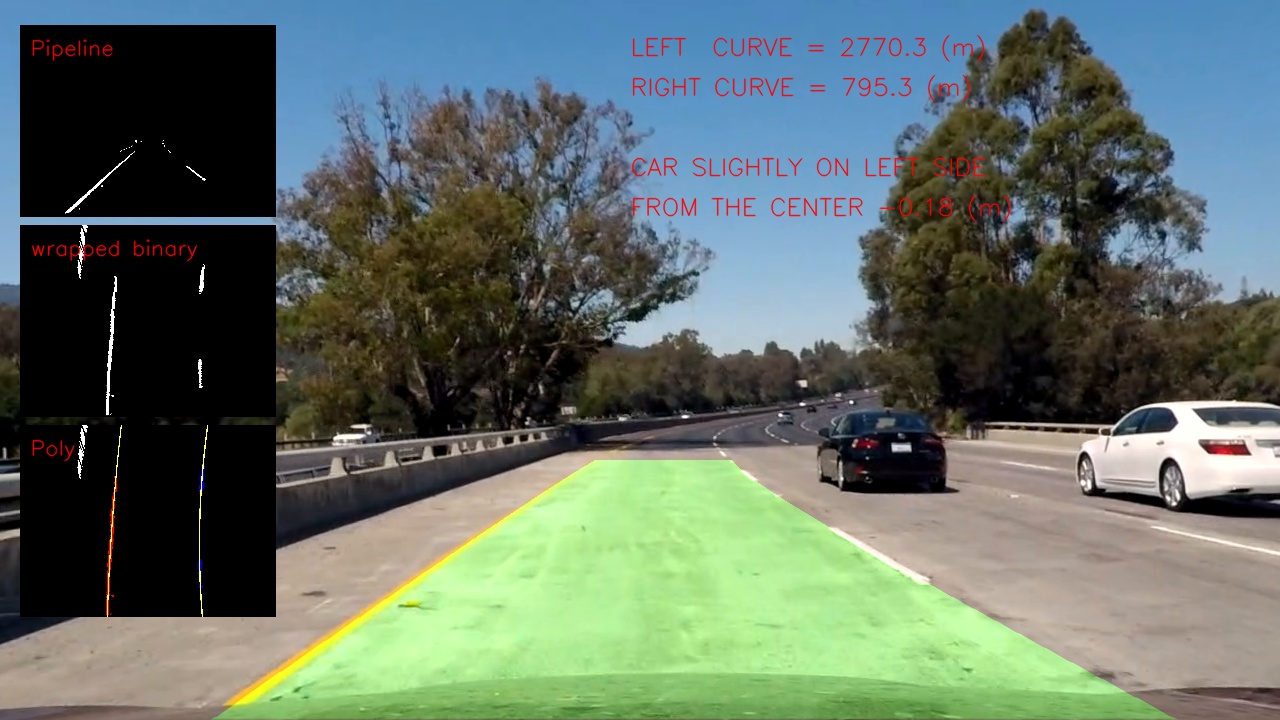 Pipeline
wrapped binary
Poly
LEFT CURVE = 2770.3 (m)
RIGHT CURVE = 795.3 (m)
CAR SLIGHTLY ON LEFT SIDE
FROM THE CENTER -0.18 (m)